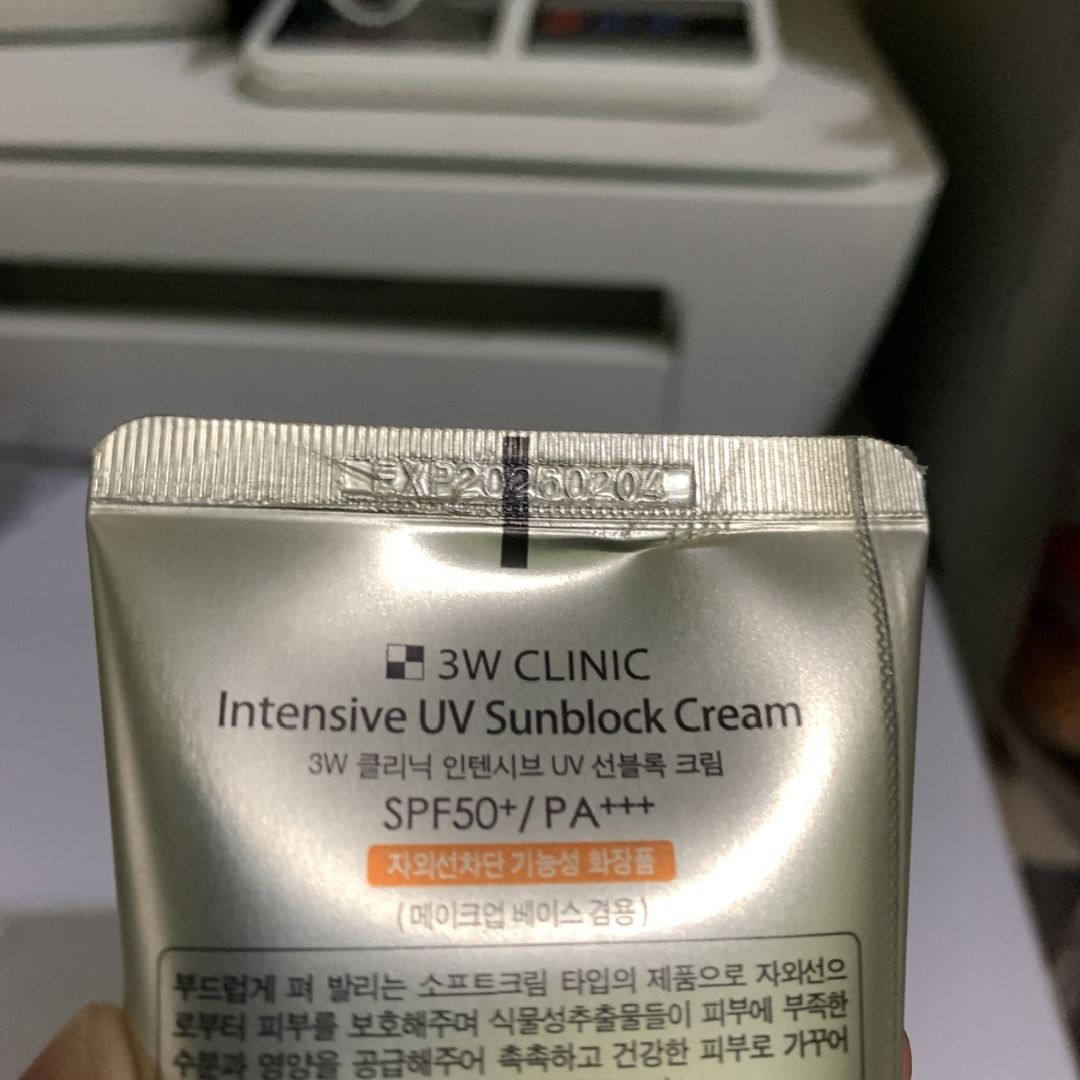 EXP20260204
3W CLINIC
Intensive UV Sunblock Cream
3W 클리닉 인텐시브 UV 선블록 크림
SPF50+/PA+++
자외선차단 기능성 화장품
(메이크업 베이스 겸용)
부드럽게 펴 발리는 소프트크림 타입의 제품으로 자외선으
로부터 피부를 보호해주며 식물성추출물들이 피부에 부족한
수분과 영양을 공급해주어 촉촉하고 건강한 피부로 가꾸어